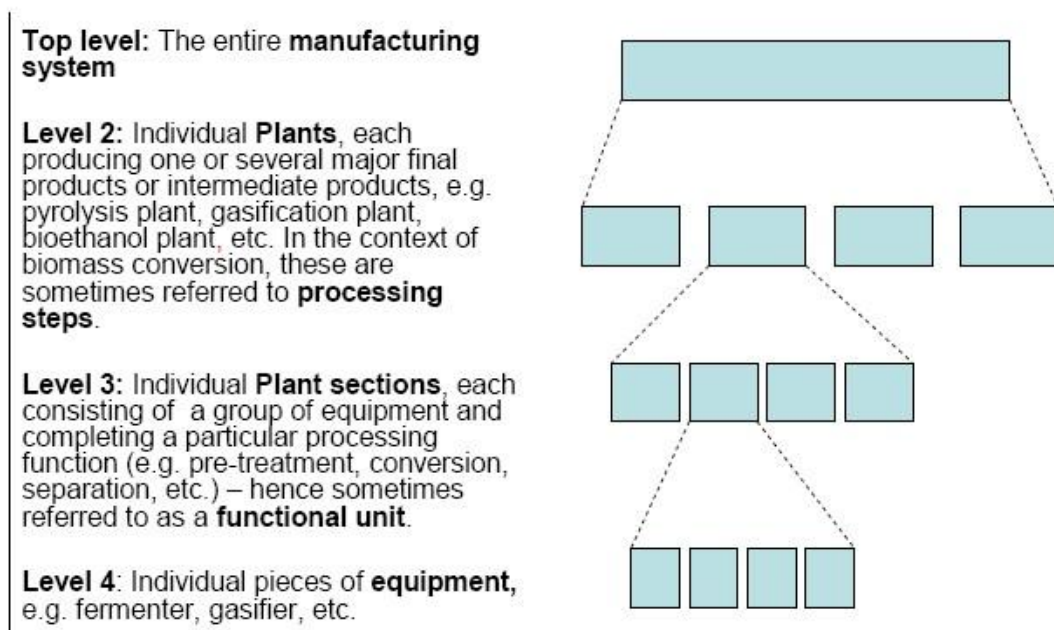 Top level: The entire manufacturing
system
Level 2: Individual Plants, each
producing one or several major final
products or intermediate products, e.g.
pyrolysis plant, gasification plant,
bioethanol plant, etc. In the context of
biomass conversion, these are
sometimes referred to processing
steps.
Level 3: Individual Plant sections, each
consisting of a group of equipment and
completing a particular processing
function (e.g. pre-treatment, conversion,
separation, etc.) – hence sometimes
referred to as a functional unit.
Level 4: Individual pieces of equipment,
e.g. fermenter, gasifier, etc.